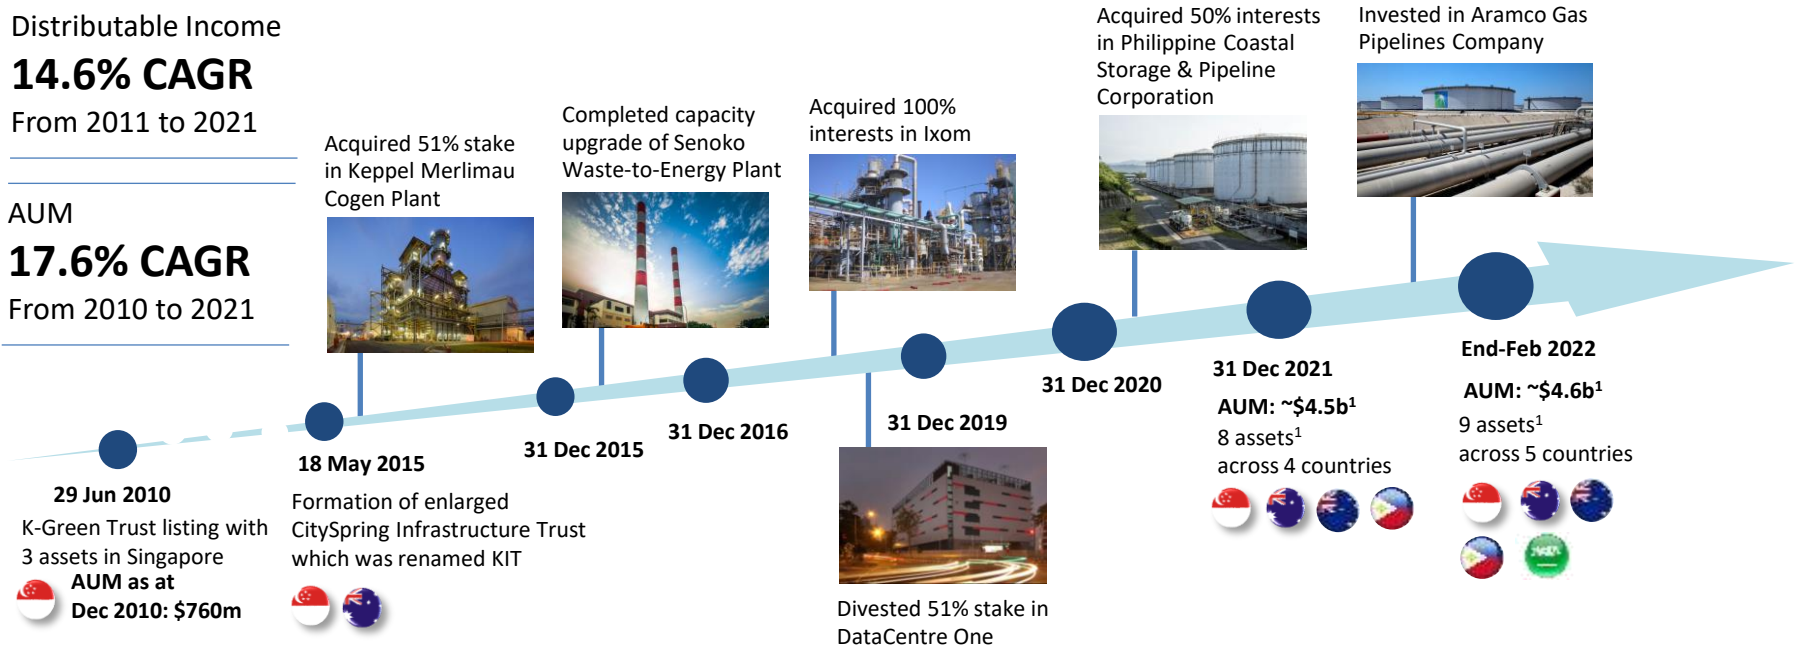 Distributable Income
14.6% CAGR
From 2011 to 2021
AUM
17.6% CAGR
From 2010 to 2021
29 Jun 2010
K-Green Trust listing with
3 assets in Singapore
AUM as at
Dec 2010: $760m
18 May 2015
Formation of enlarged
CitySpring Infrastructure Trust
which was renamed KIT
Acquired 51% stake
in Keppel Merlimau
Cogen Plant
31 Dec 2015
Completed capacity
upgrade of Senoko
Waste-to-Energy Plant
31 Dec 2016
Acquired 100%
interests in Ixom
Divested 51% stake in
DataCentre One
31 Dec 2019
31 Dec 2020
Acquired 50% interests
in Philippine Coastal
Storage & Pipeline
Corporation
31 Dec 2021
AUM: ~$4.5b¹
8 assets¹
across 4 countries
Invested in Aramco Gas
Pipelines Company
End-Feb 2022
AUM: ~$4.6b¹
9 assets¹
across 5 countries